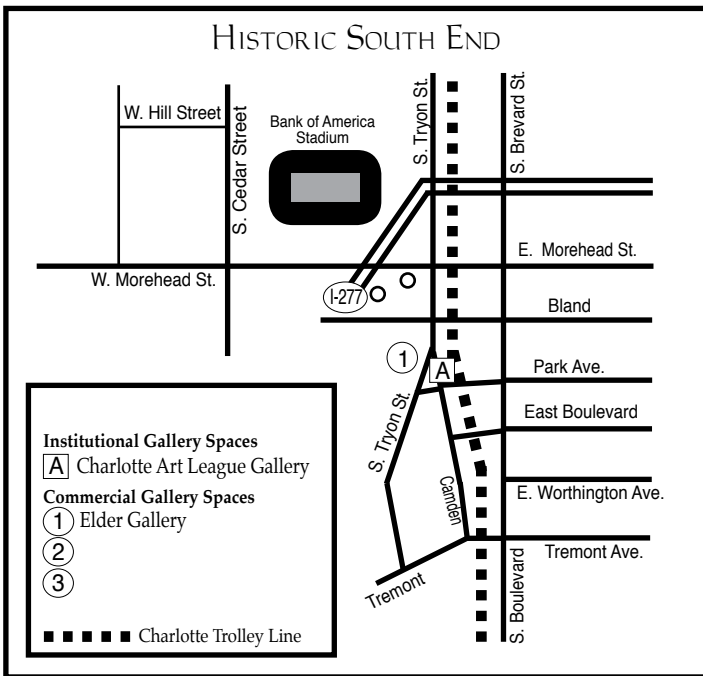 HISTORIC SOUTH END
W. Hill Street
S. Cedar Street
Bank of America
Stadium
S. Tryon St.
S. Brevard St.
E. Morehead St.
W. Morehead St.
I-277
Bland
1
A
Park Ave.
S. Tryon St.
East Boulevard
Camden
E. Worthington Ave.
Tremont Ave.
Tremont
S. Boulevard
Institutional Gallery Spaces
A Charlotte Art League Gallery
Commercial Gallery Spaces
1 Elder Gallery
2
3
Charlotte Trolley Line